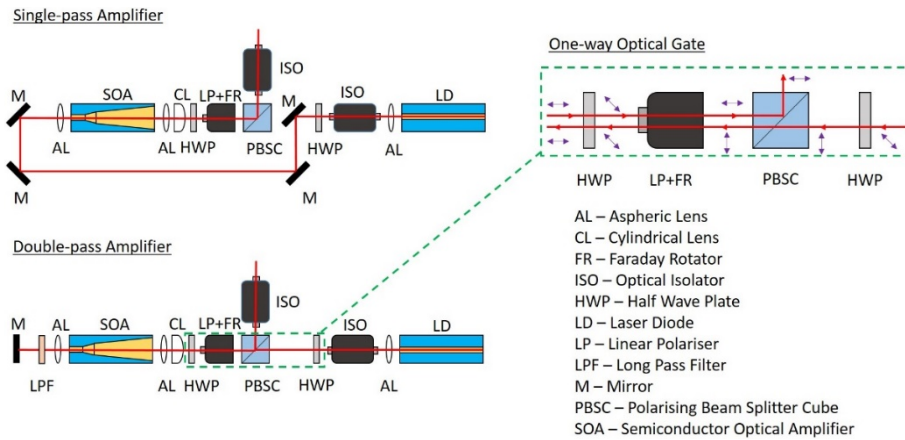 Single-pass Amplifier
ISO
M
SOA
CL
LP+FR
M
ISO
LD
AL
AL
HWP
PBSC
HWP
AL
M
M
Double-pass Amplifier
ISO
M
AL
SOA
CL
LP+FR
ISO
LD
LPF
AL
HWP
PBSC
HWP
AL
One-way Optical Gate
HWP
LP+FR
PBSC
HWP
AL – Aspheric Lens
CL – Cylindrical Lens
FR – Faraday Rotator
ISO – Optical Isolator
HWP – Half Wave Plate
LD – Laser Diode
LP – Linear Polariser
LPF – Long Pass Filter
M – Mirror
PBSC – Polarising Beam Splitter Cube
SOA – Semiconductor Optical Amplifier